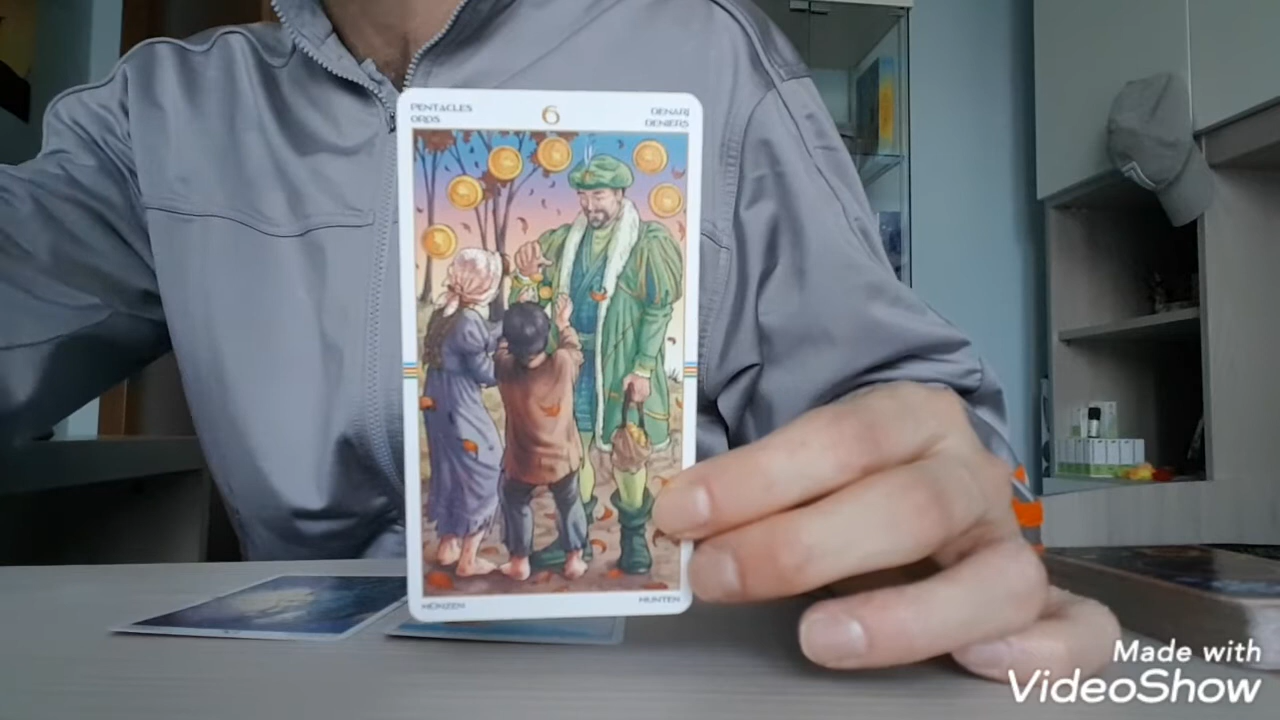 PENTACLES
OROS
6
DENARI
DENIERS
MÜNZEN
MUNTEN
Made with
VideoShow